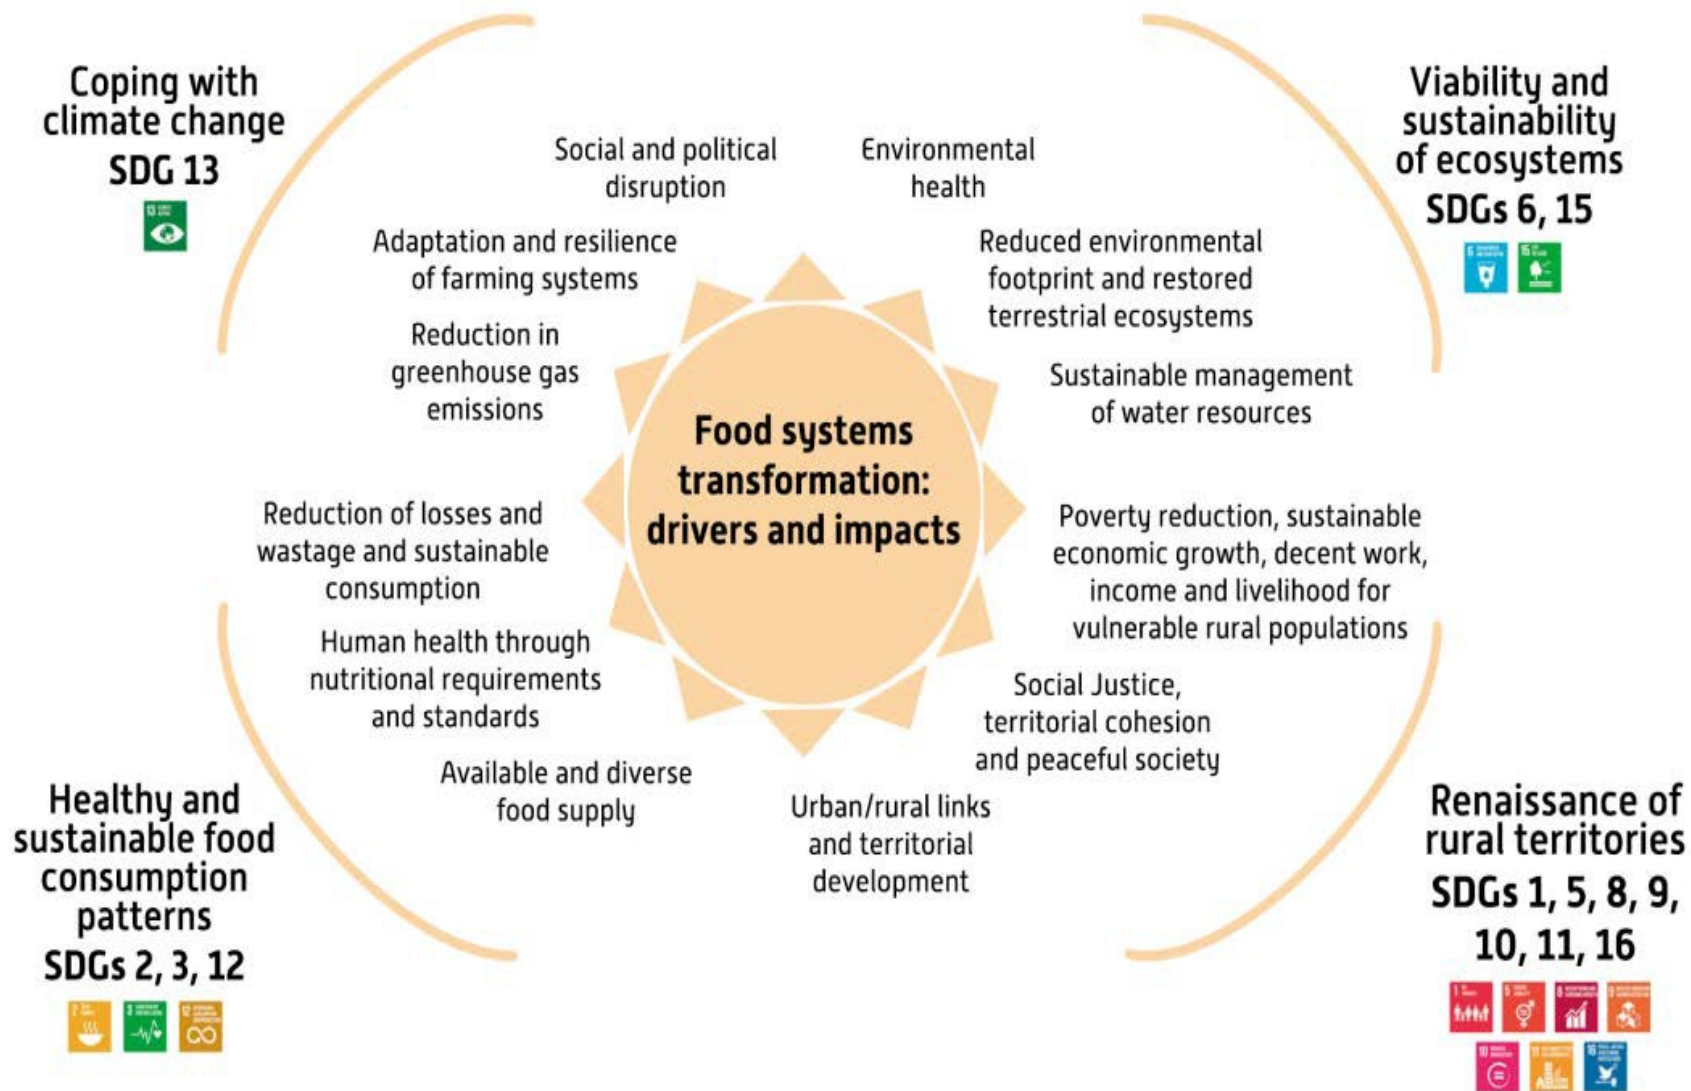 Coping with
climate change
SDG 13
Viability and
sustainability
of ecosystems
SDGs 6, 15
Social and political
disruption
Environmental
health
Adaptation and resilience
of farming systems
Reduced environmental
footprint and restored
terrestrial ecosystems
Reduction in
greenhouse gas
emissions
Sustainable management
of water resources
Food systems
transformation:
drivers and impacts
Reduction of losses and
wastage and sustainable
consumption
Poverty reduction, sustainable
economic growth, decent work,
income and livelihood for
vulnerable rural populations
Human health through
nutritional requirements
and standards
Social Justice,
territorial cohesion
and peaceful society
Available and diverse
food supply
Urban/rural links
and territorial
development
Healthy and
sustainable food
consumption
patterns
SDGs 2, 3, 12
Renaissance of
rural territories
SDGs 1, 5, 8, 9,
10, 11, 16